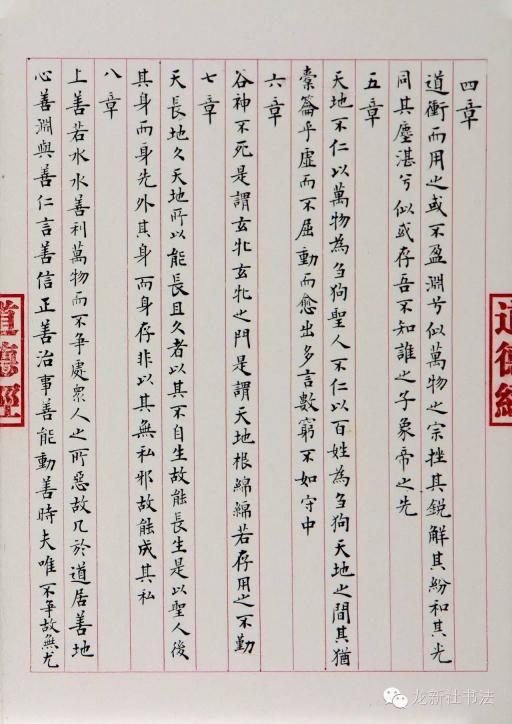 四章
道衝而用之或不盈淵兮似萬物之宗挫其銳解其紛和其光
同其塵湛兮似或存吾不知誰之子象帝之先
五章
天地不仁以萬物為芻狗聖人不仁以百姓為芻狗天地之間其猶
橐籥乎虛而不屈動而愈出多言數窮不如守中
六章
谷神不死是謂玄牝玄牝之門是謂天地根綿綿若存用之不勤
七章
天長地久天地所以能長且久者以其不自生故能長生是以聖人後
其身而身先外其身而身存非以其無私邪故能成其私
八章
上善若水水善利萬物而不爭處眾人之所惡故几於道居善地
心善淵與善仁言善信正善治事善能動善時夫唯不爭故無尤
道德經
道德經
龙新社书法